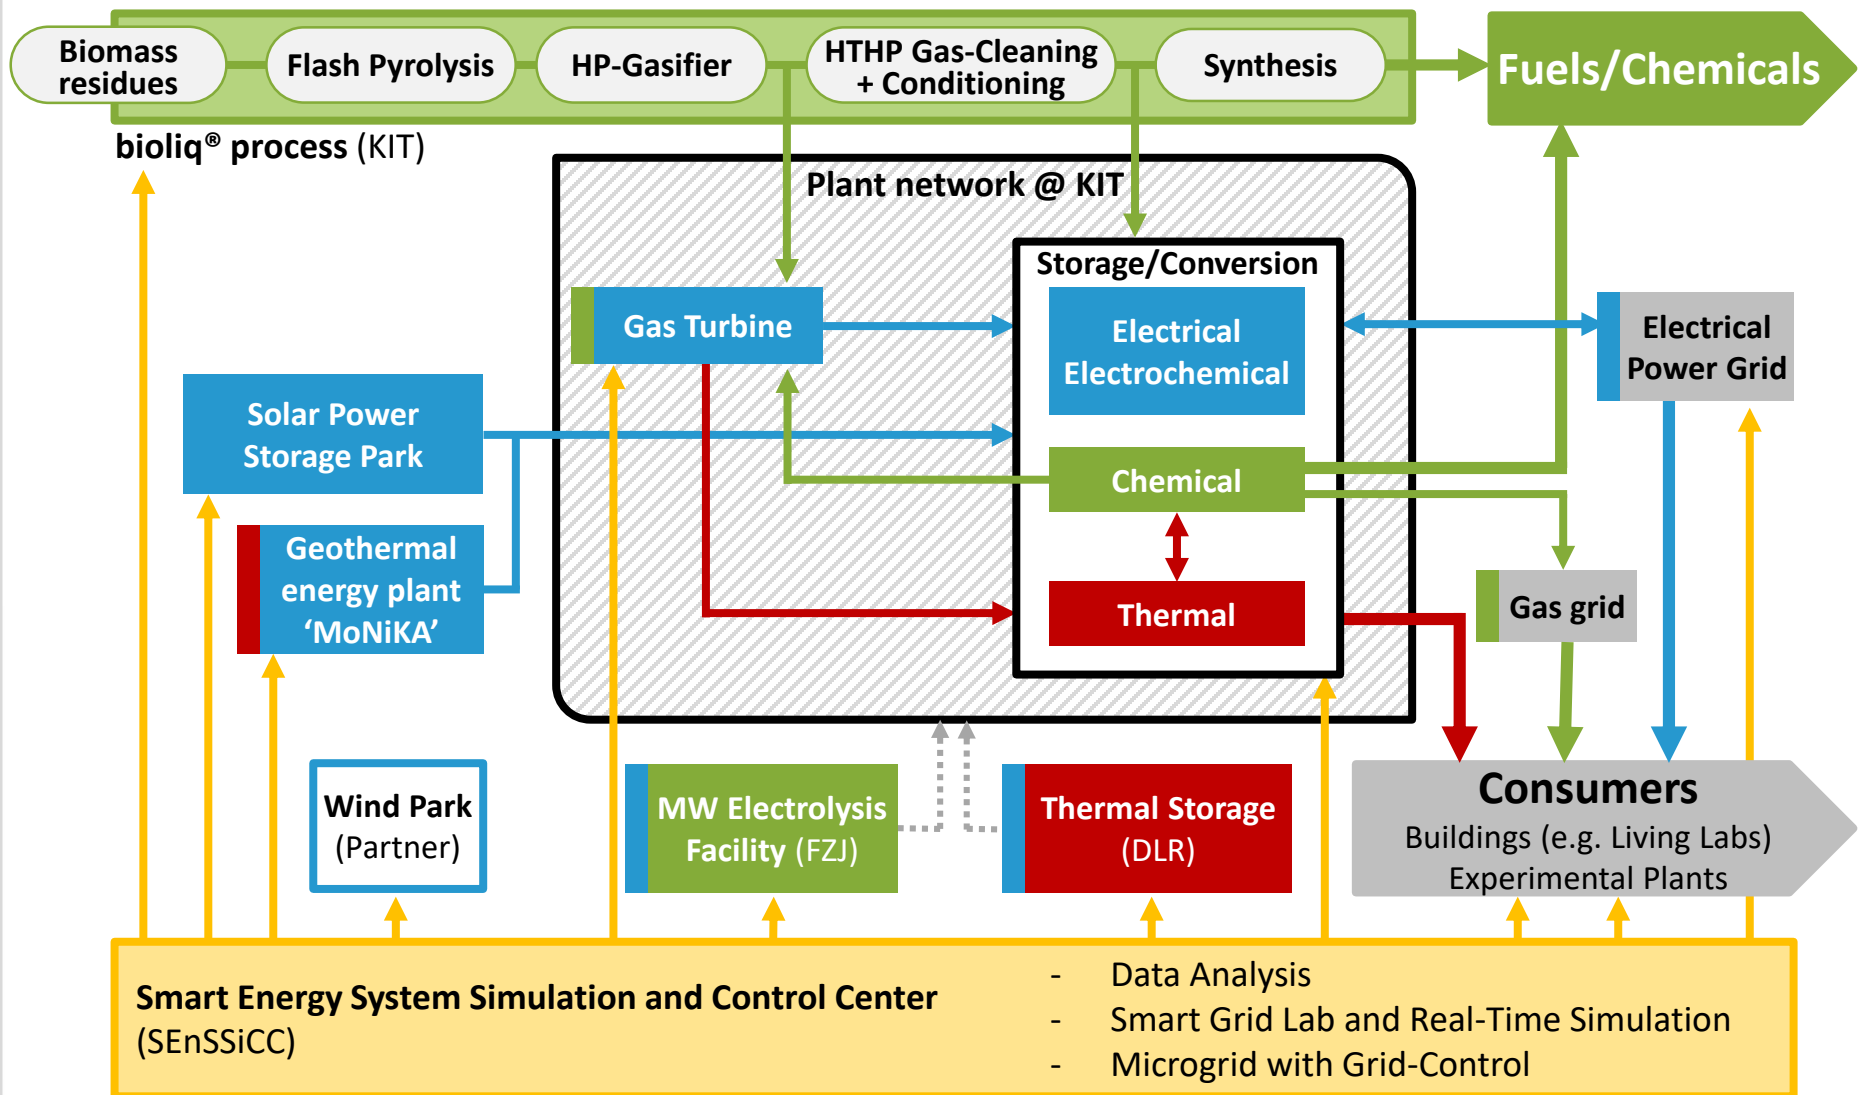 Biomass
residues
Flash Pyrolysis
HP-Gasifier
HTHP Gas-Cleaning
+ Conditioning
Synthesis
Fuels/Chemicals
bioliq® process (KIT)
Plant network @ KIT
Storage/Conversion
Gas Turbine
Electrical
Electrochemical
Electrical
Power Grid
Solar Power
Storage Park
Chemical
Geothermal
energy plant
‘MoNiKA’
Thermal
Gas grid
Wind Park
(Partner)
MW Electrolysis
Facility (FZJ)
Thermal Storage
(DLR)
Consumers
Buildings (e.g. Living Labs)
Experimental Plants
Smart Energy System Simulation and Control Center
(SEnSSiCC)
- Data Analysis
- Smart Grid Lab and Real-Time Simulation
- Microgrid with Grid-Control